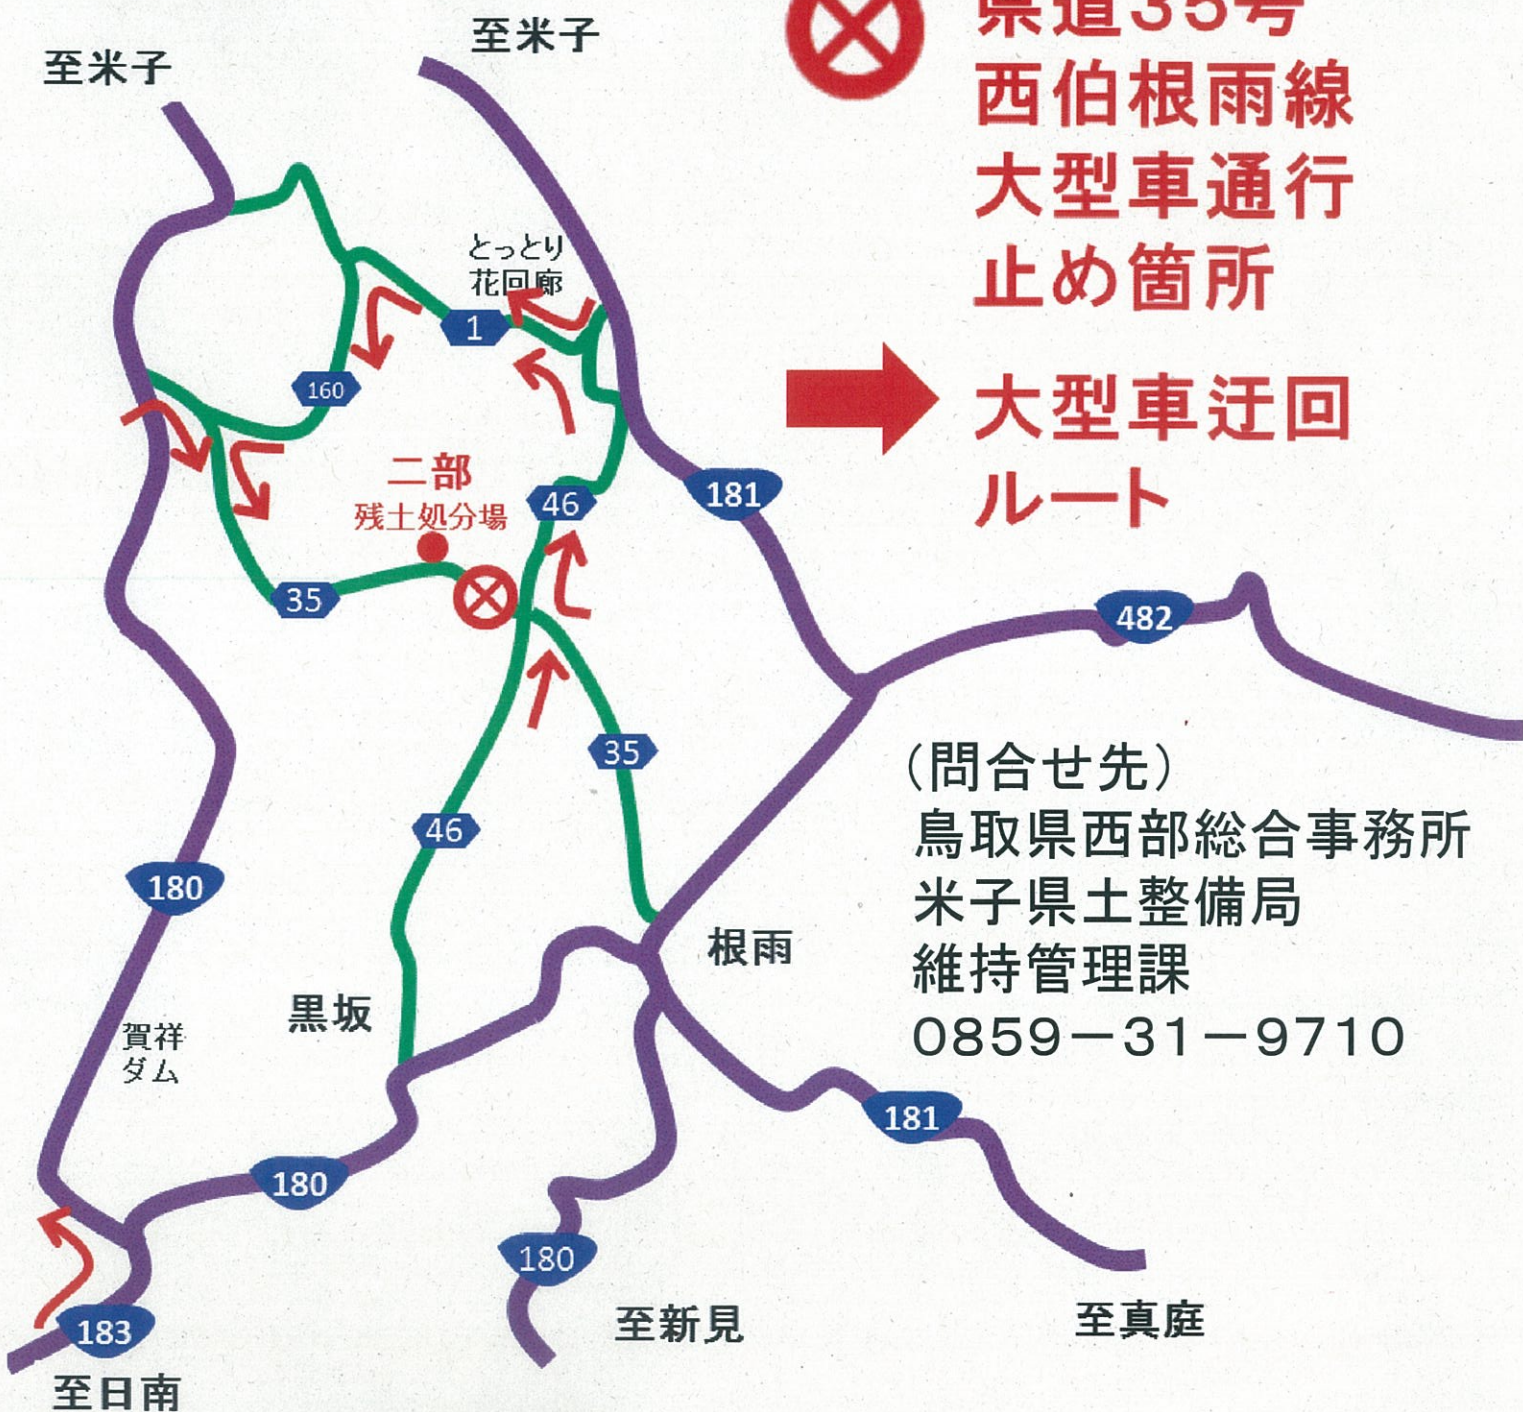 至米子
至米子
県道35号
西伯根雨線
大型車通行
止め箇所
とっとり
花回廊
1
160
大型車迂回
ルート
二部
残土処分場
46
181
35
482
35
46
(問合せ先)
鳥取県西部総合事務所
米子県土整備局
維持管理課
0859-31-9710
180
根雨
黒坂
賀祥
ダム
181
180
180
183
至新見
至真庭
至日南